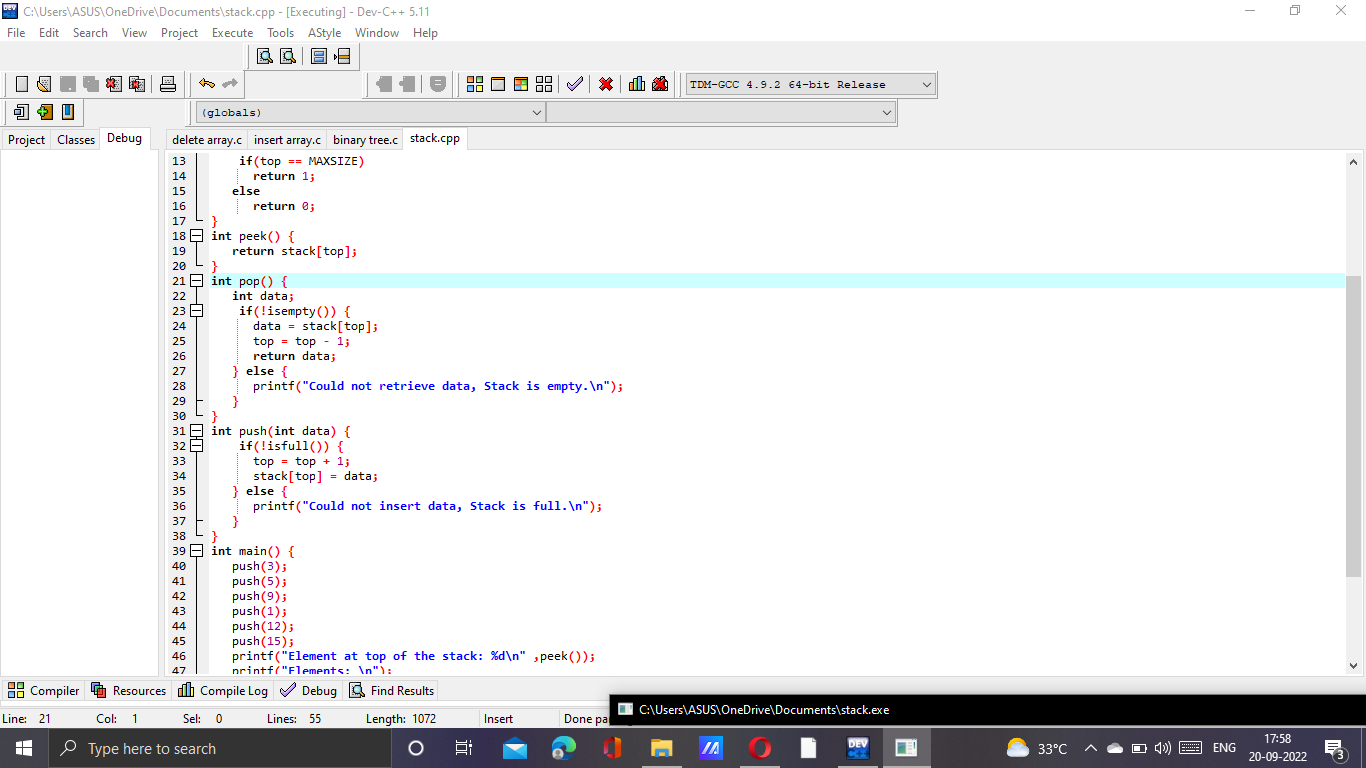 C:\Users\ASUS\OneDrive\Documents\stack.cpp - [Executing] - Dev-C++ 5.11
File Edit Search View Project Execute Tools AStyle Window Help
TDM-GCC 4.9.2 64-bit Release
(globals)
Project Classes Debug
delete array.c insert array.c binary tree.c stack.cpp
13 if(top == MAXSIZE)
14 return 1;
15 else
16 return 0;
17 }
18 int peek() {
19 return stack[top];
20 }
21 int pop() {
22 int data;
23 if(!isempty()) {
24 data = stack[top];
25 top = top - 1;
26 return data;
27 } else {
28 printf("Could not retrieve data, Stack is empty.\n");
29 }
30 }
31 int push(int data) {
32 if(!isfull()) {
33 top = top + 1;
34 stack[top] = data;
35 } else {
36 printf("Could not insert data, Stack is full.\n");
37 }
38 }
39 int main() {
40 push(3);
41 push(5);
42 push(9);
43 push(1);
44 push(12);
45 push(15);
46 printf("Element at top of the stack: %d\n" ,peek());
47 printf("Elements: \n");
Compiler Resources Compile Log Debug Find Results
C:\Users\ASUS\OneDrive\Documents\stack.exe
Line: 21 Col: 1 Sel: 0 Lines: 55 Length: 1072 Insert Done
Type here to search
DEV
33°C
ENG
17:58
20-09-2022
3